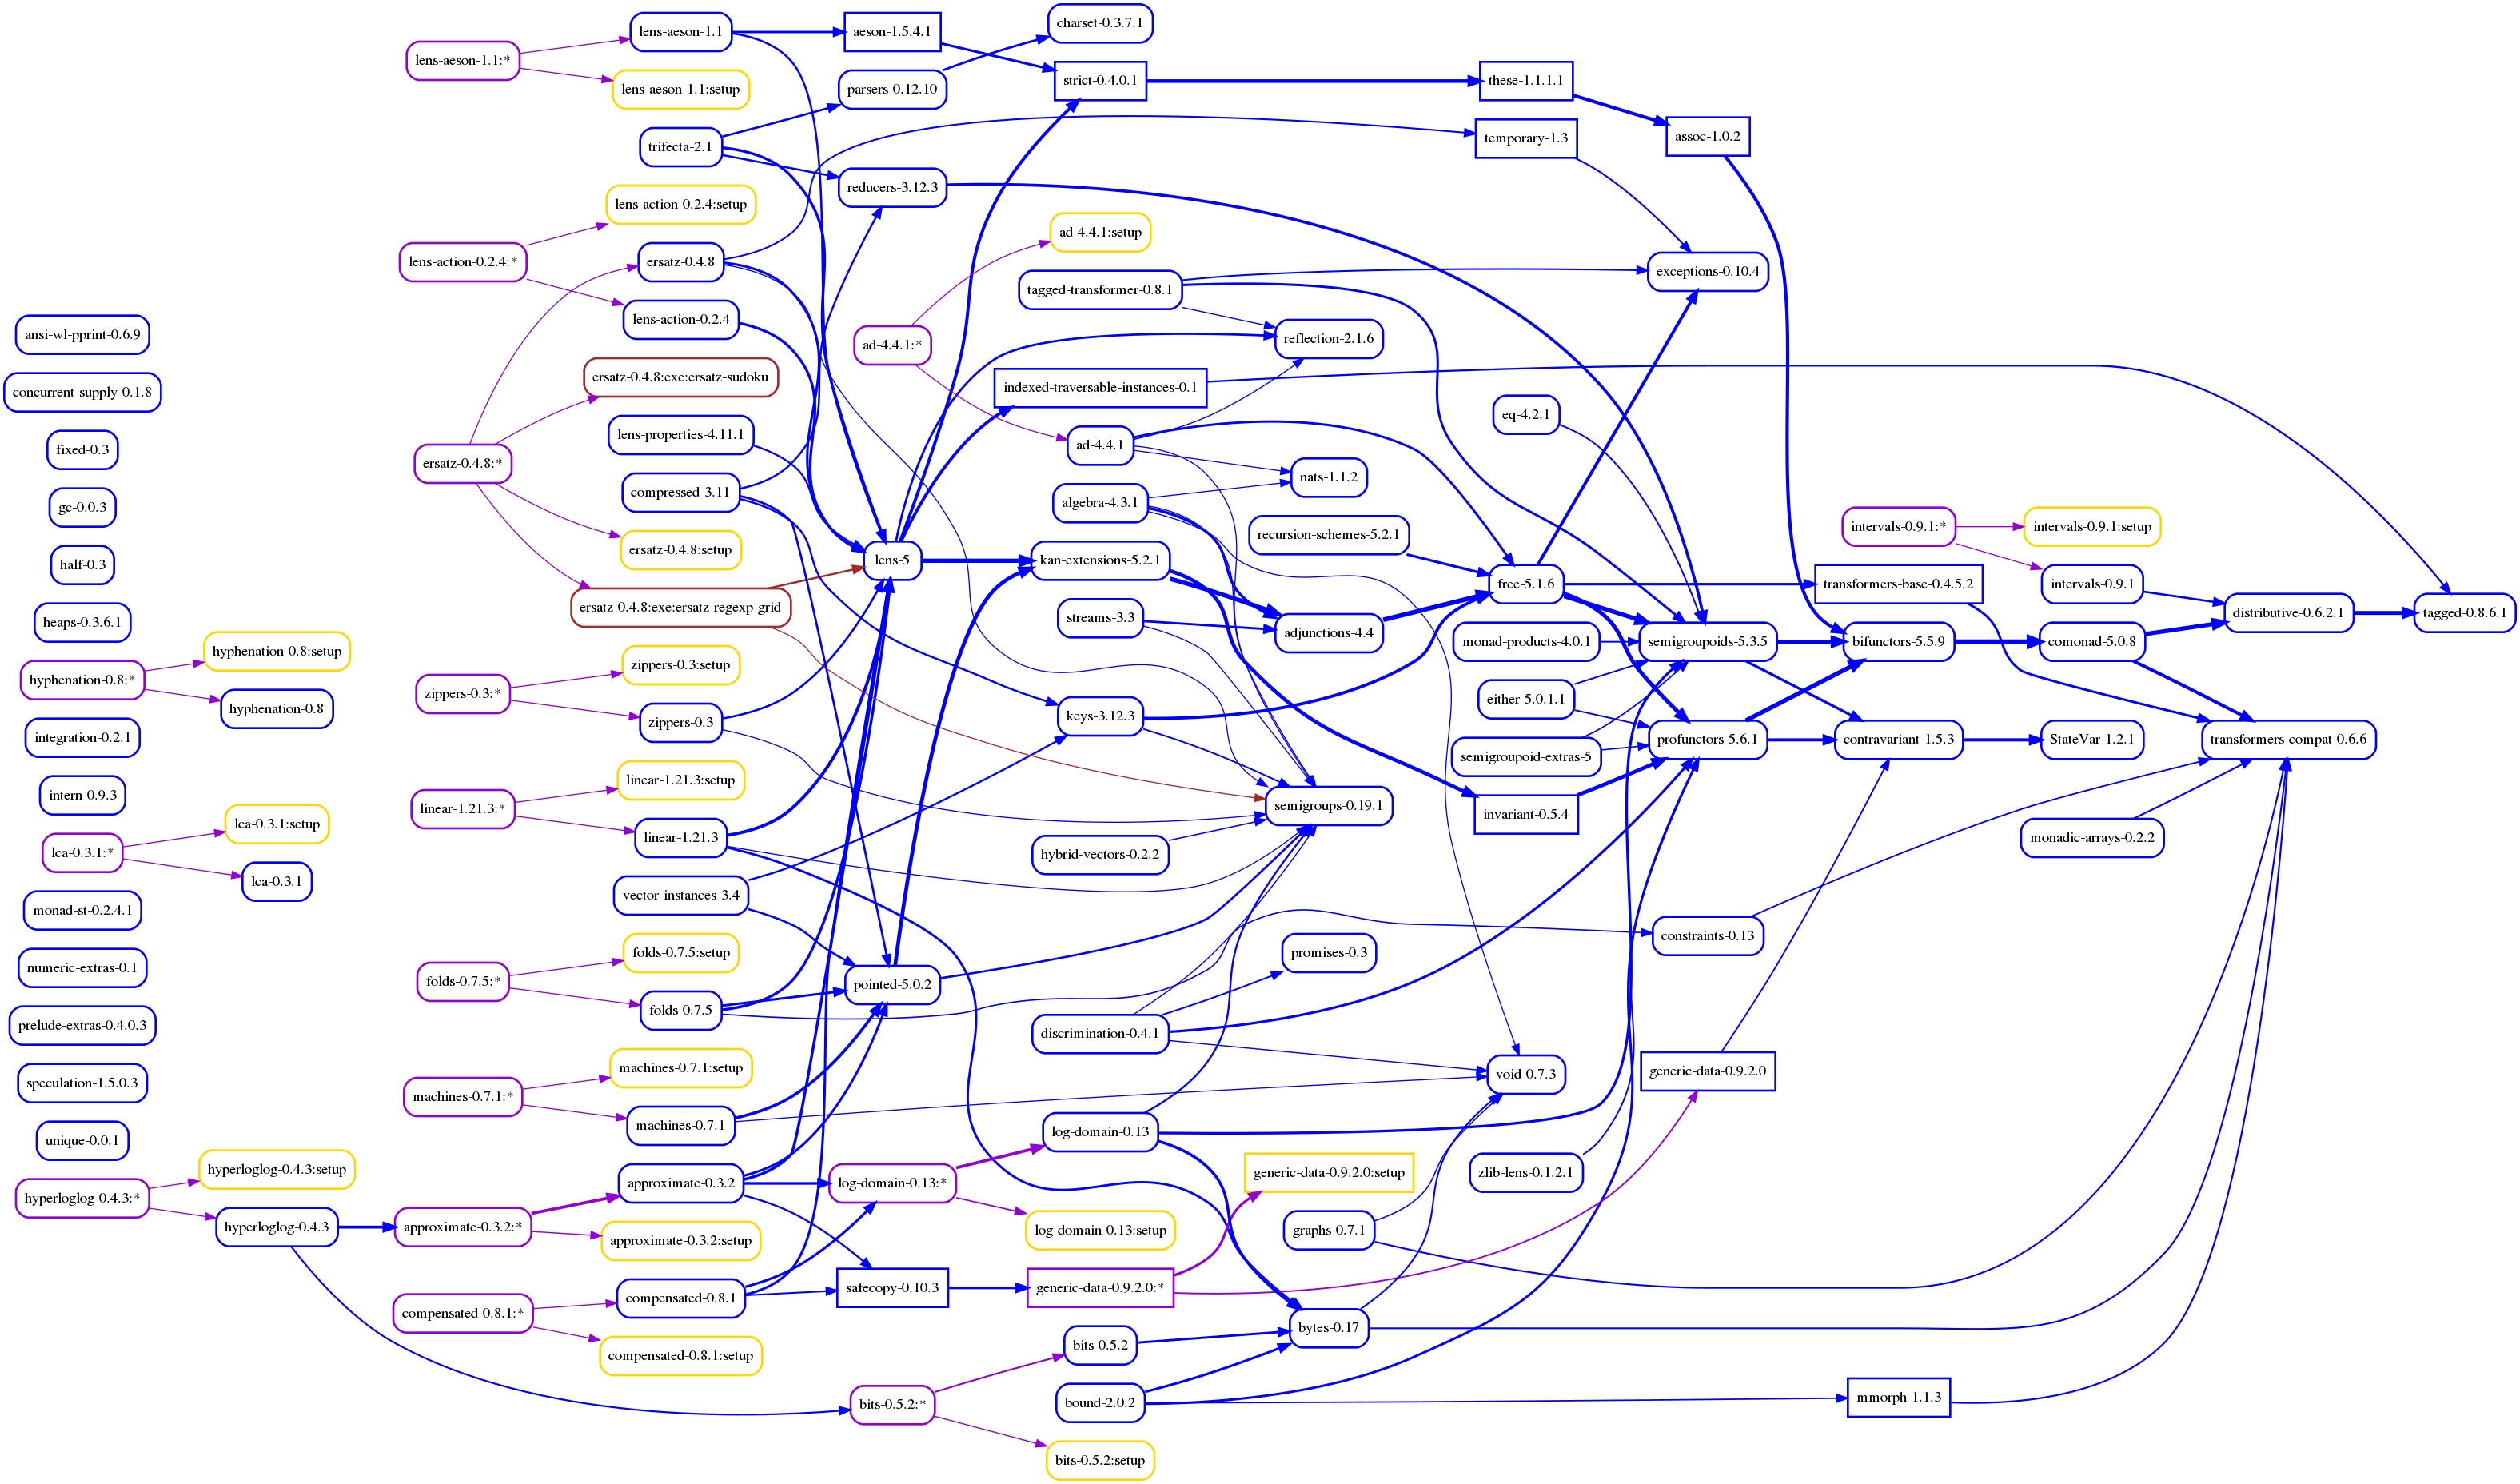 ansi-wl-pprint-0.6.9
concurrent-supply-0.1.8
fixed-0.3
gc-0.0.3
half-0.3
heaps-0.3.6.1
hyphenation-0.8:*
integration-0.2.1
intern-0.9.3
lca-0.3.1:*
monad-st-0.2.4.1
numeric-extras-0.1
prelude-extras-0.4.0.3
speculation-1.5.0.3
unique-0.0.1
hyperloglog-0.4.3:*
hyphenation-0.8:setup
hyphenation-0.8
lca-0.3.1:setup
lca-0.3.1
hyperloglog-0.4.3:setup
hyperloglog-0.4.3
lens-aeson-1.1:*
lens-action-0.2.4:*
ersatz-0.4.8:*
zippers-0.3:*
linear-1.21.3:*
folds-0.7.5:*
machines-0.7.1:*
approximate-0.3.2:*
compensated-0.8.1:*
lens-aeson-1.1
lens-aeson-1.1:setup
trifecta-2.1
lens-action-0.2.4:setup
ersatz-0.4.8
lens-action-0.2.4
ersatz-0.4.8:exe:ersatz-sudoku
lens-properties-4.11.1
compressed-3.11
ersatz-0.4.8:setup
ersatz-0.4.8:exe:ersatz-regexp-grid
zippers-0.3:setup
zippers-0.3
linear-1.21.3:setup
linear-1.21.3
vector-instances-3.4
folds-0.7.5:setup
folds-0.7.5
machines-0.7.1:setup
machines-0.7.1
approximate-0.3.2
approximate-0.3.2:setup
compensated-0.8.1
compensated-0.8.1:setup
aeson-1.5.4.1
parsers-0.12.10
reducers-3.12.3
ad-4.4.1:*
lens-5
pointed-5.0.2
log-domain-0.13:*
safecopy-0.10.3
bits-0.5.2:*
charset-0.3.7.1
strict-0.4.0.1
ad-4.4.1:setup
tagged-transformer-0.8.1
indexed-traversable-instances-0.1
ad-4.4.1
algebra-4.3.1
kan-extensions-5.2.1
streams-3.3
keys-3.12.3
hybrid-vectors-0.2.2
discrimination-0.4.1
log-domain-0.13
log-domain-0.13:setup
generic-data-0.9.2.0:*
bits-0.5.2
bound-2.0.2
bits-0.5.2:setup
reflection-2.1.6
nats-1.1.2
recursion-schemes-5.2.1
adjunctions-4.4
semigroups-0.19.1
promises-0.3
generic-data-0.9.2.0:setup
graphs-0.7.1
bytes-0.17
these-1.1.1.1
temporary-1.3
eq-4.2.1
free-5.1.6
monad-products-4.0.1
either-5.0.1.1
semigroupoid-extras-5
invariant-0.5.4
void-0.7.3
zlib-lens-0.1.2.1
assoc-1.0.2
exceptions-0.10.4
semigroupoids-5.3.5
profunctors-5.6.1
constraints-0.13
generic-data-0.9.2.0
intervals-0.9.1:*
transformers-base-0.4.5.2
bifunctors-5.5.9
contravariant-1.5.3
mmorph-1.1.3
intervals-0.9.1:setup
intervals-0.9.1
comonad-5.0.8
StateVar-1.2.1
monadic-arrays-0.2.2
distributive-0.6.2.1
transformers-compat-0.6.6
tagged-0.8.6.1